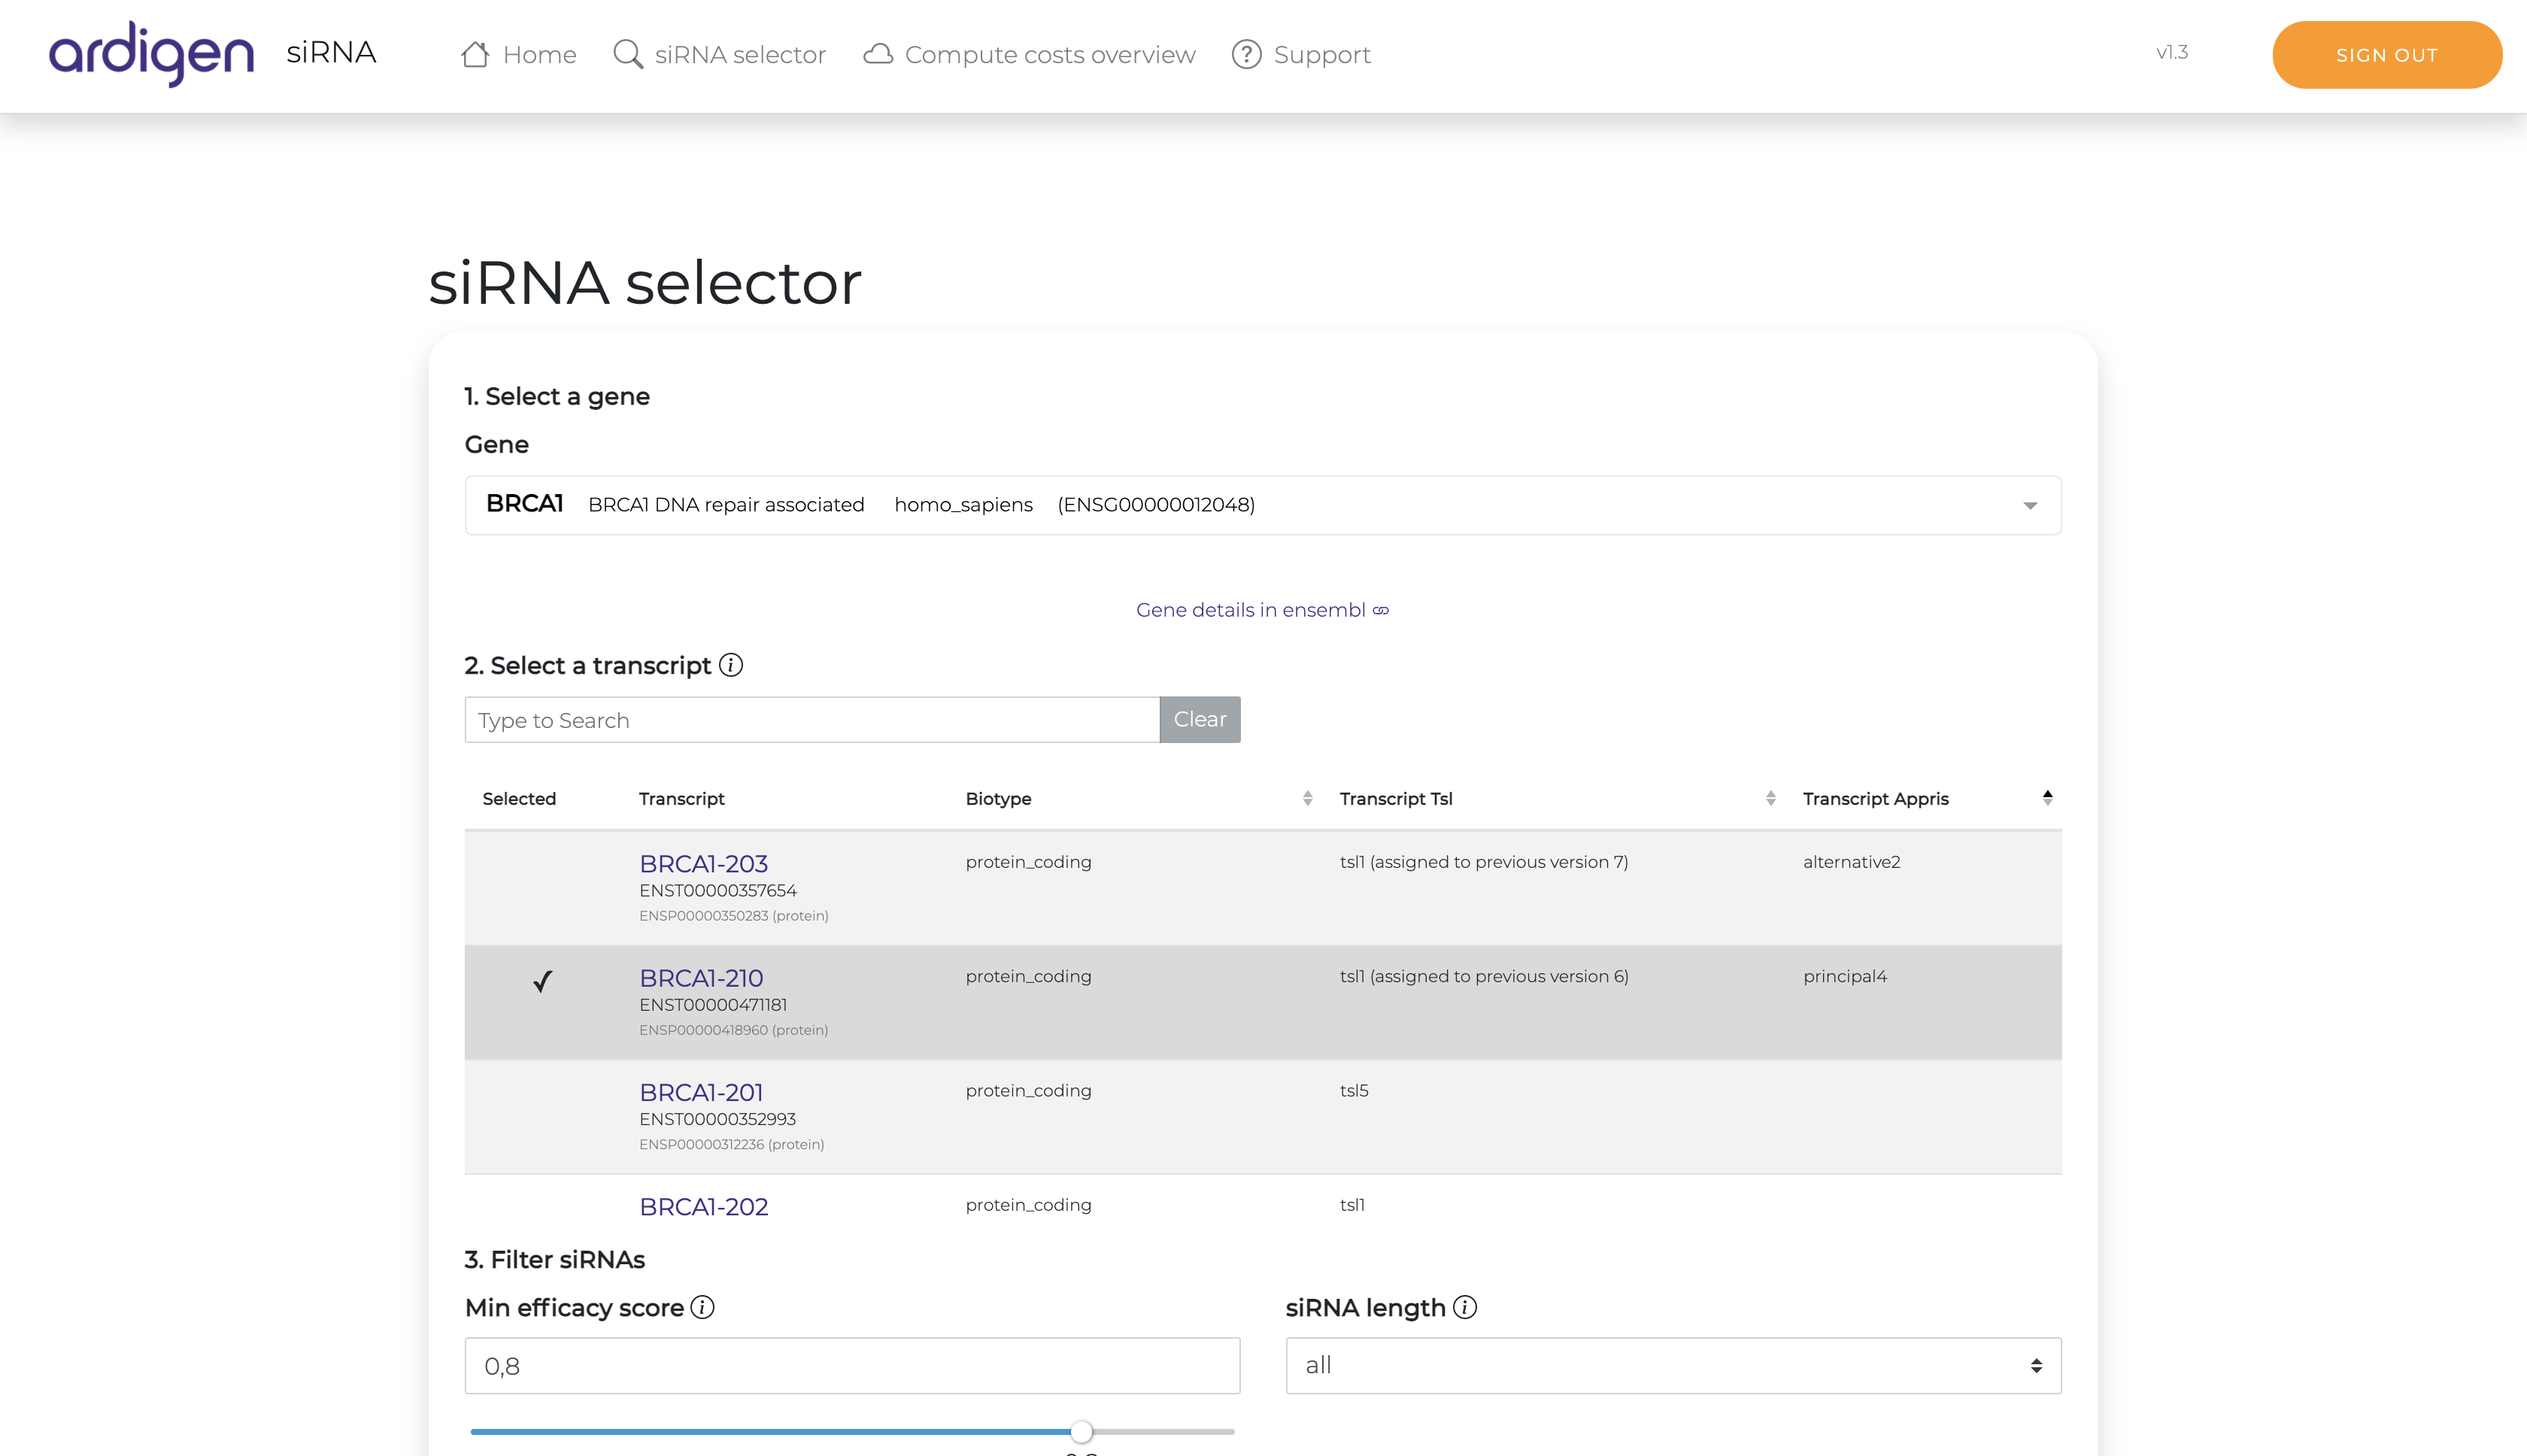 ardigen siRNA Home siRNA selector Compute costs overview Support v1.3 SIGN OUT
siRNA selector
1. Select a gene
Gene
BRCA1 BRCA1 DNA repair associated homo_sapiens (ENSG00000012048)
Gene details in ensembl
2. Select a transcript
Type to Search Clear
Selected Transcript Biotype Transcript Tsl Transcript Appris
BRCA1-203 protein_coding tsl1 (assigned to previous version 7) alternative2
ENST00000357654
ENSP00000350283 (protein)
BRCA1-210 protein_coding tsl1 (assigned to previous version 6) principal4
ENST00000471181
ENSP00000418960 (protein)
BRCA1-201 protein_coding tsl5
ENST00000352993
ENSP00000312236 (protein)
BRCA1-202 protein_coding tsl1
3. Filter siRNAs
Min efficacy score siRNA length
0,8 all